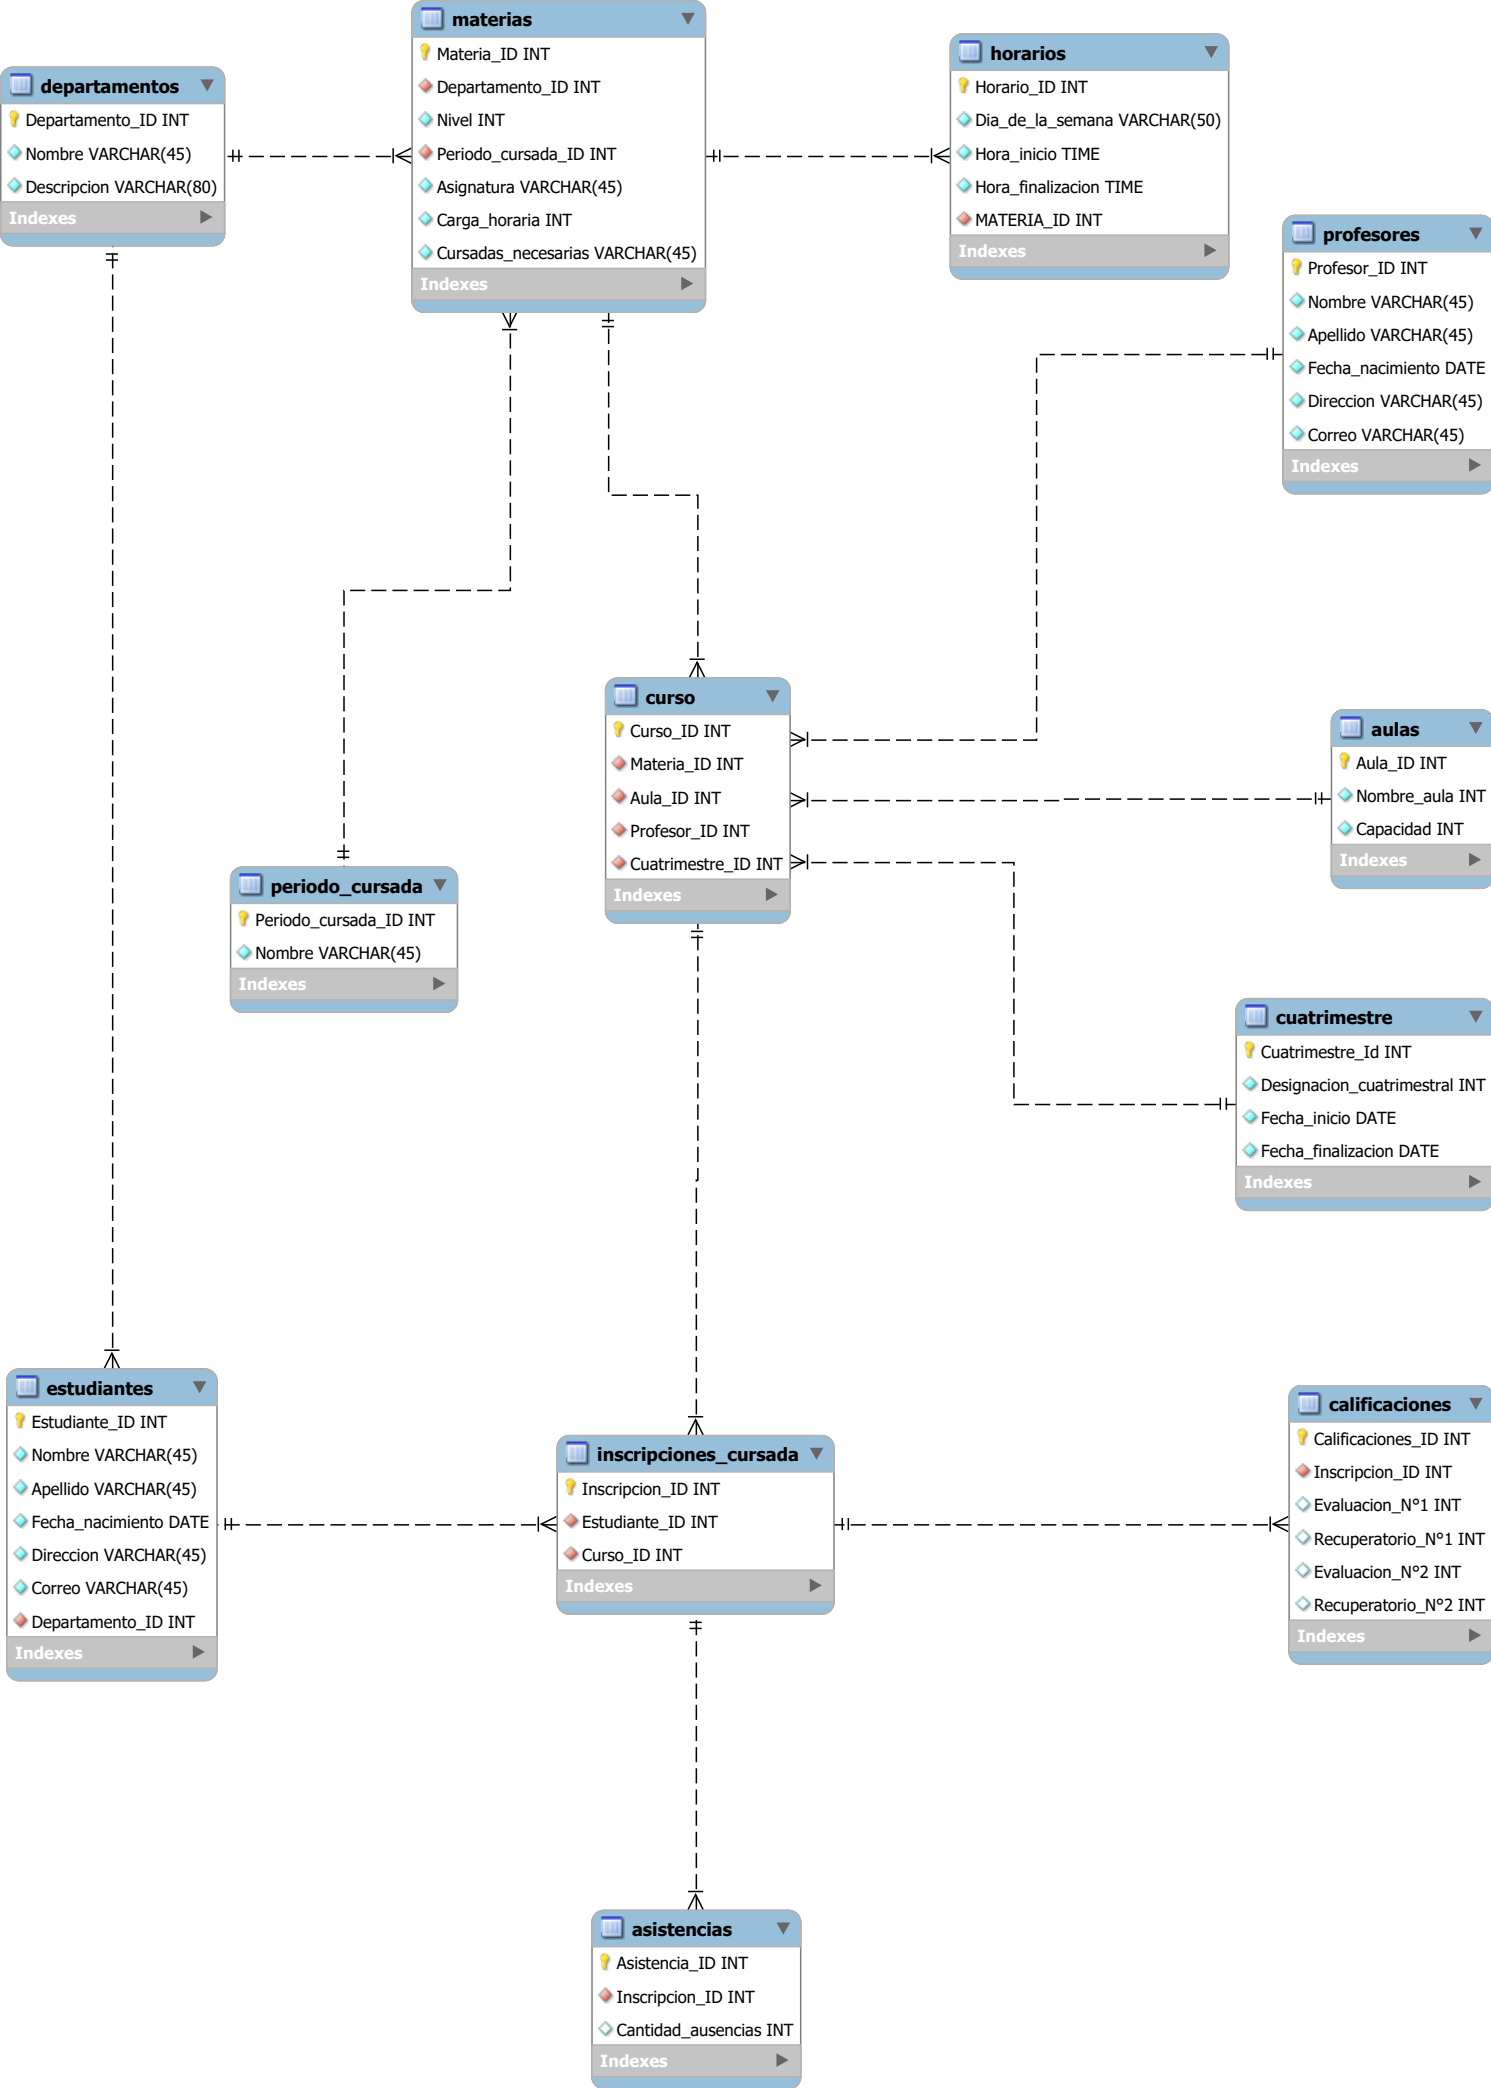 materias
Materia_ID INT
Departamento_ID INT
Nivel INT
Periodo_cursada_ID INT
Asignatura VARCHAR(45)
Carga_horaria INT
Cursadas_necesarias VARCHAR(45)
Indexes
horarios
Horario_ID INT
Dia_de_la_semana VARCHAR(50)
Hora_inicio TIME
Hora_finalizacion TIME
MATERIA_ID INT
Indexes
departamentos
Departamento_ID INT
Nombre VARCHAR(45)
Descripcion VARCHAR(80)
Indexes
profesores
Profesor_ID INT
Nombre VARCHAR(45)
Apellido VARCHAR(45)
Fecha_nacimiento DATE
Direccion VARCHAR(45)
Correo VARCHAR(45)
Indexes
curso
Curso_ID INT
Materia_ID INT
Aula_ID INT
Profesor_ID INT
Cuatrimestre_ID INT
Indexes
aulas
Aula_ID INT
Nombre_aula INT
Capacidad INT
Indexes
periodo_cursada
Periodo_cursada_ID INT
Nombre VARCHAR(45)
Indexes
cuatrimestre
Cuatrimestre_Id INT
Designacion_cuatrimestral INT
Fecha_inicio DATE
Fecha_finalizacion DATE
Indexes
estudiantes
Estudiante_ID INT
Nombre VARCHAR(45)
Apellido VARCHAR(45)
Fecha_nacimiento DATE
Direccion VARCHAR(45)
Correo VARCHAR(45)
Departamento_ID INT
Indexes
inscripciones_cursada
Inscripcion_ID INT
Estudiante_ID INT
Curso_ID INT
Indexes
calificaciones
Calificaciones_ID INT
Inscripcion_ID INT
Evaluacion_N°1 INT
Recuperatorio_N°1 INT
Evaluacion_N°2 INT
Recuperatorio_N°2 INT
Indexes
asistencias
Asistencia_ID INT
Inscripcion_ID INT
Cantidad_ausencias INT
Indexes